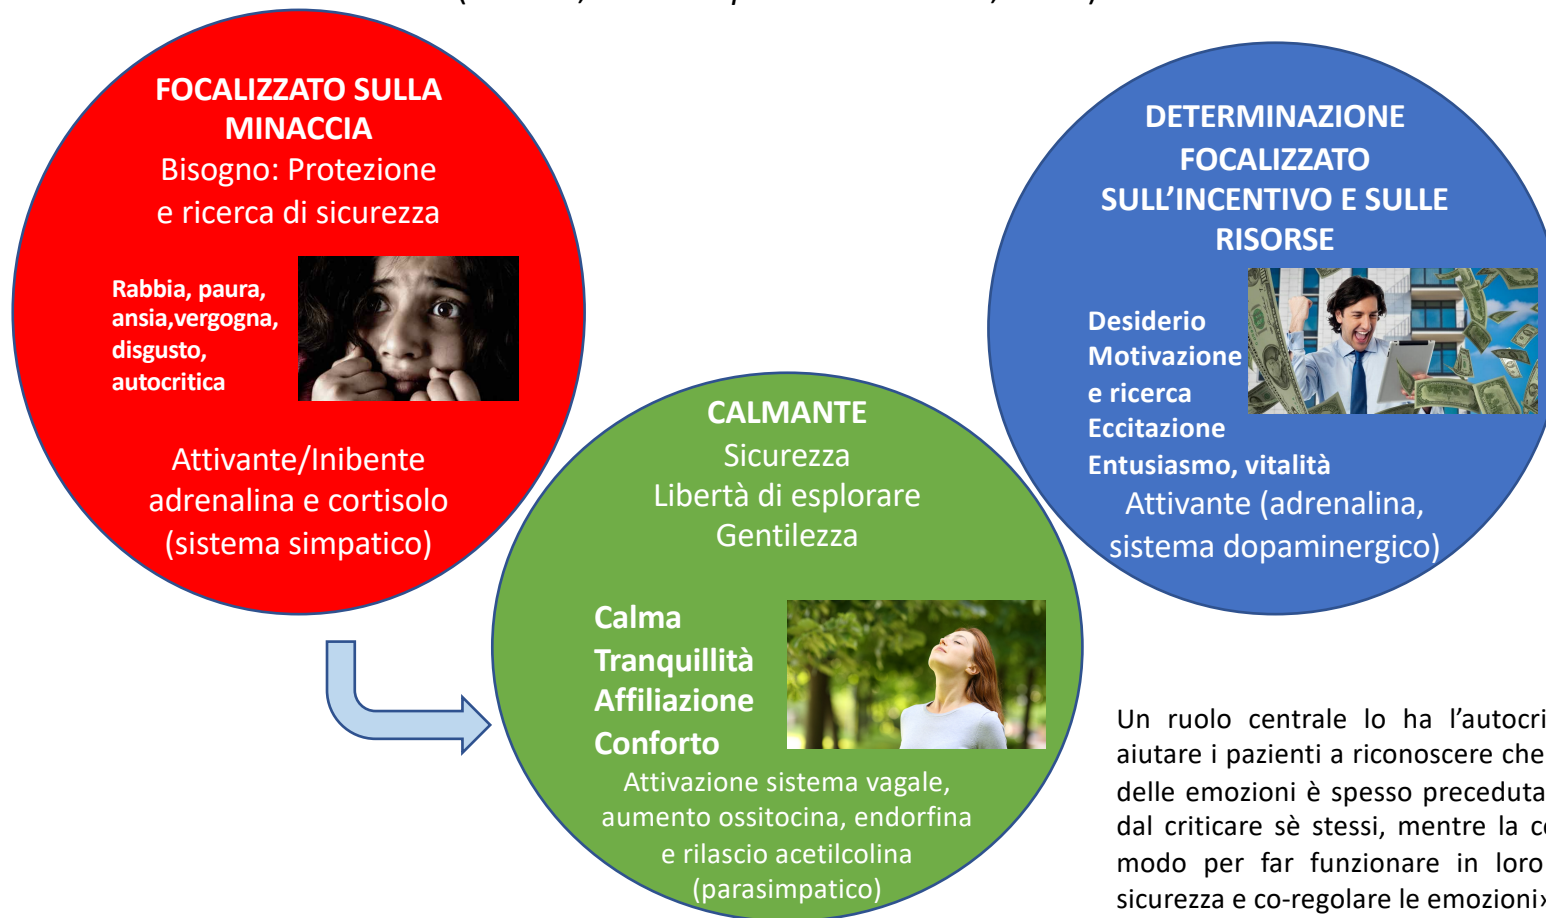 FOCALIZZATO SULLA
MINACCIA
Bisogno: Protezione
e ricerca di sicurezza
Rabbia, paura,
ansia,vergogna,
disgusto,
autocritica
Attivante/Inibente
adrenalina e cortisolo
(sistema simpatico)
CALMANTE
Sicurezza
Libertà di esplorare
Gentilezza
Calma
Tranquillità
Affiliazione
Conforto
Attivazione sistema vagale,
aumento ossitocina, endorfina
e rilascio acetilcolina
(parasimpatico)
DETERMINAZIONE
FOCALIZZATO
SULL’INCENTIVO E SULLE
RISORSE
Desiderio
Motivazione
e ricerca
Eccitazione
Entusiasmo, vitalità
Attivante (adrenalina,
sistema dopaminergico)
Un ruolo centrale lo ha l’autocri
aiutare i pazienti a riconoscere che
delle emozioni è spesso preceduta
dal criticare sè stessi, mentre la
modo per far funzionare in loro
sicurezza e co-regolare le emozioni»